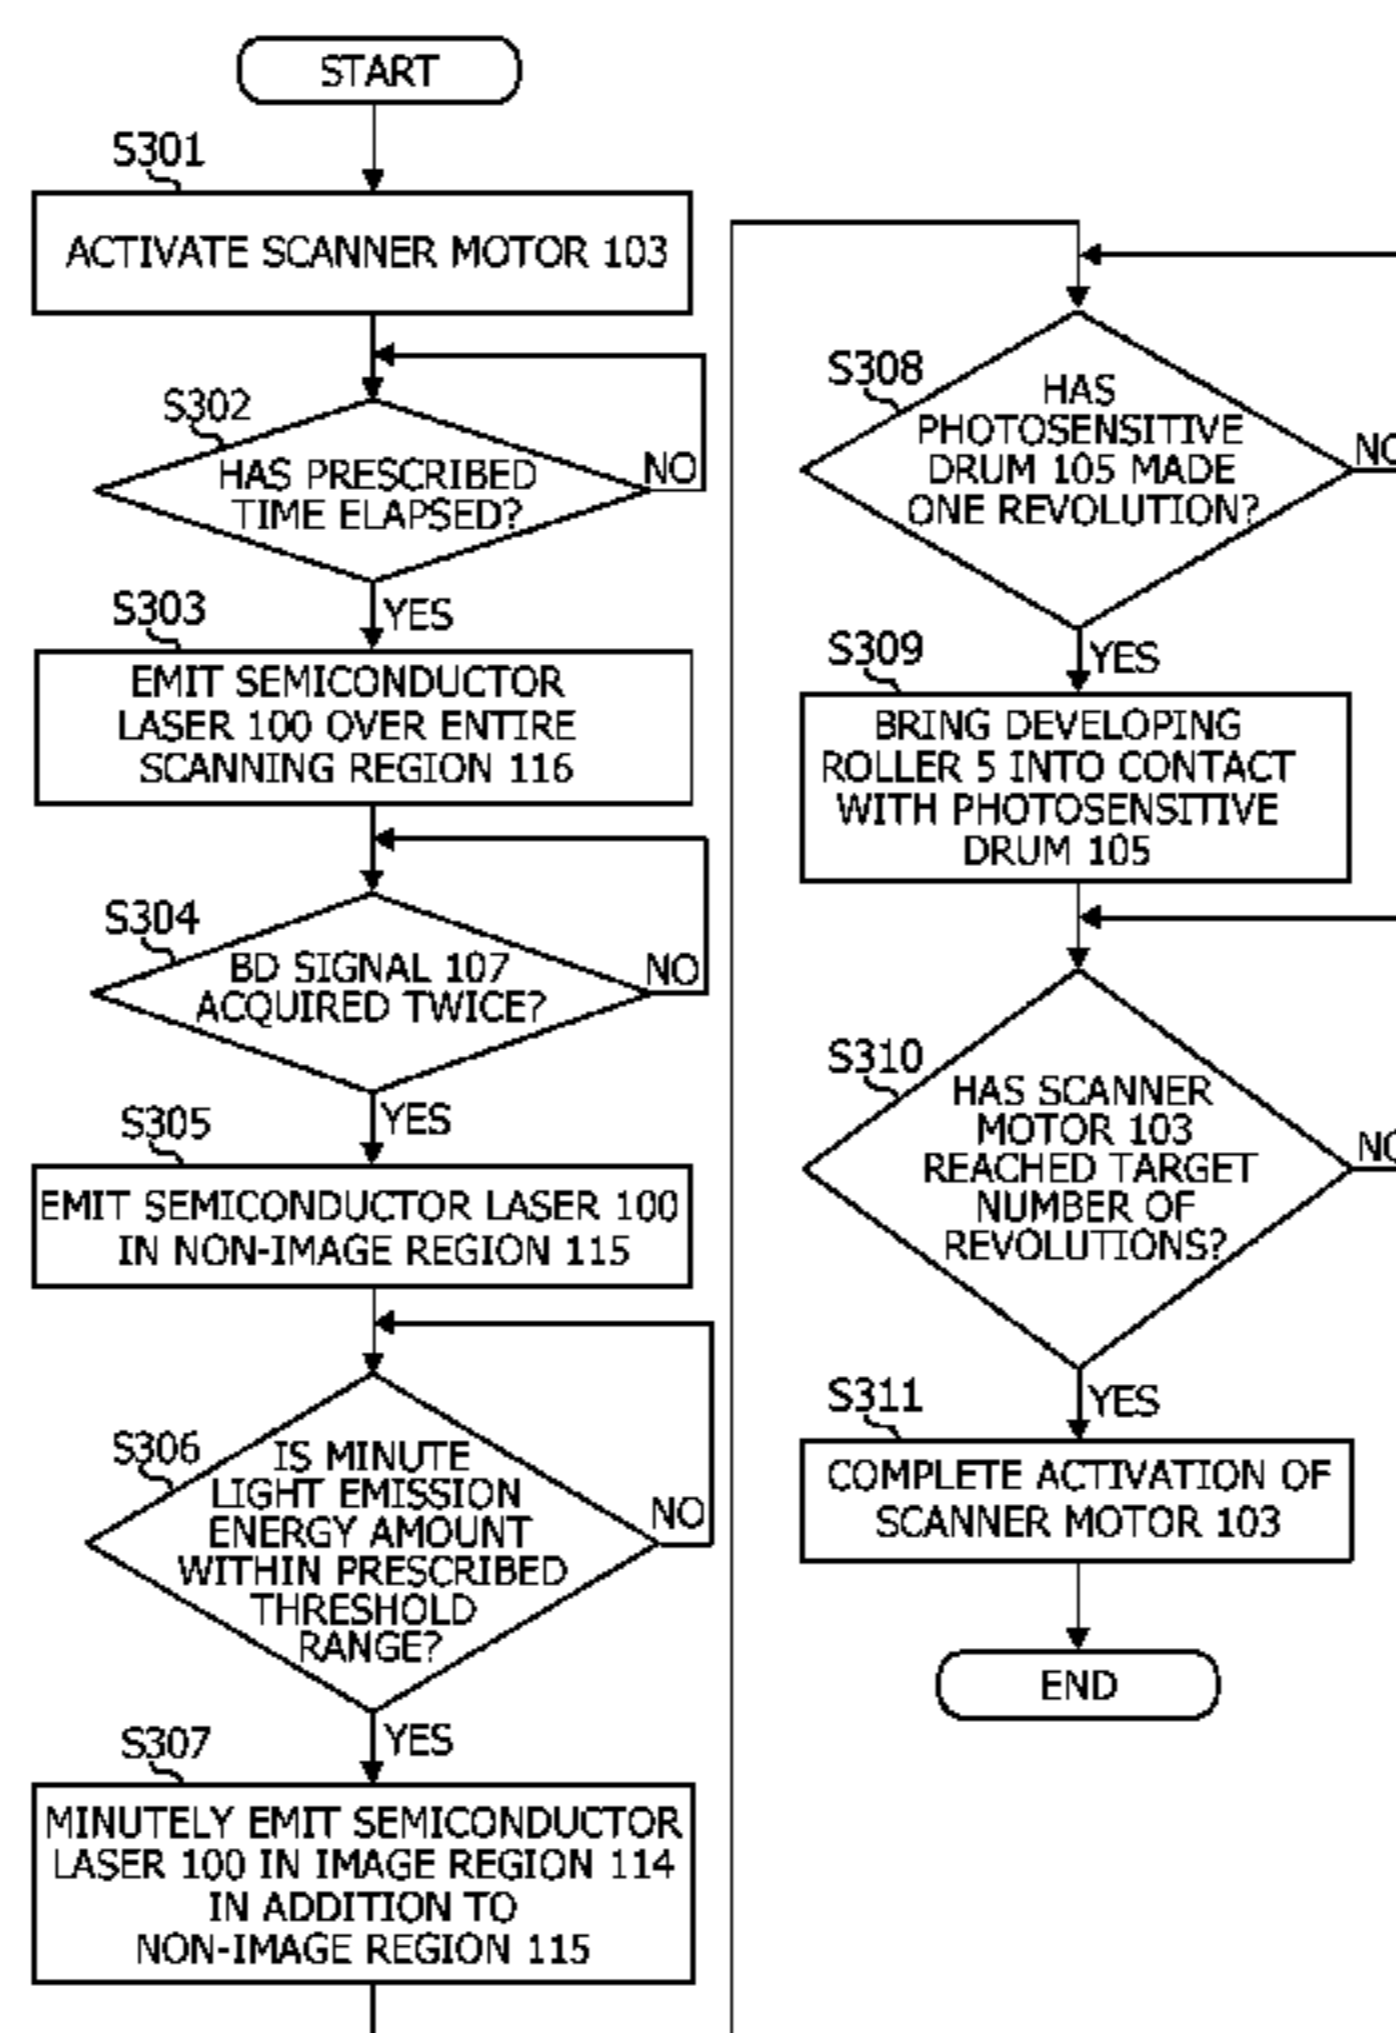 START
S301
ACTIVATE SCANNER MOTOR 103
S302
HAS PRESCRIBED
TIME ELAPSED?
NO
YES
S303
EMIT SEMICONDUCTOR
LASER 100 OVER ENTIRE
SCANNING REGION 116
S304
BD SIGNAL 107
ACQUIRED TWICE?
NO
YES
S305
EMIT SEMICONDUCTOR LASER 100
IN NON-IMAGE REGION 115
S306
IS MINUTE
LIGHT EMISSION
ENERGY AMOUNT
WITHIN PRESCRIBED
THRESHOLD
RANGE?
NO
YES
S307
MINUTELY EMIT SEMICONDUCTOR
LASER 100 IN IMAGE REGION 114
IN ADDITION TO
NON-IMAGE REGION 115
S308
HAS
PHOTOSENSITIVE
DRUM 105 MADE
ONE REVOLUTION?
NO
YES
S309
BRING DEVELOPING
ROLLER 5 INTO CONTACT
WITH PHOTOSENSITIVE
DRUM 105
S310
HAS SCANNER
MOTOR 103
REACHED TARGET
NUMBER OF
REVOLUTIONS?
NO
YES
S311
COMPLETE ACTIVATION OF
SCANNER MOTOR 103
END